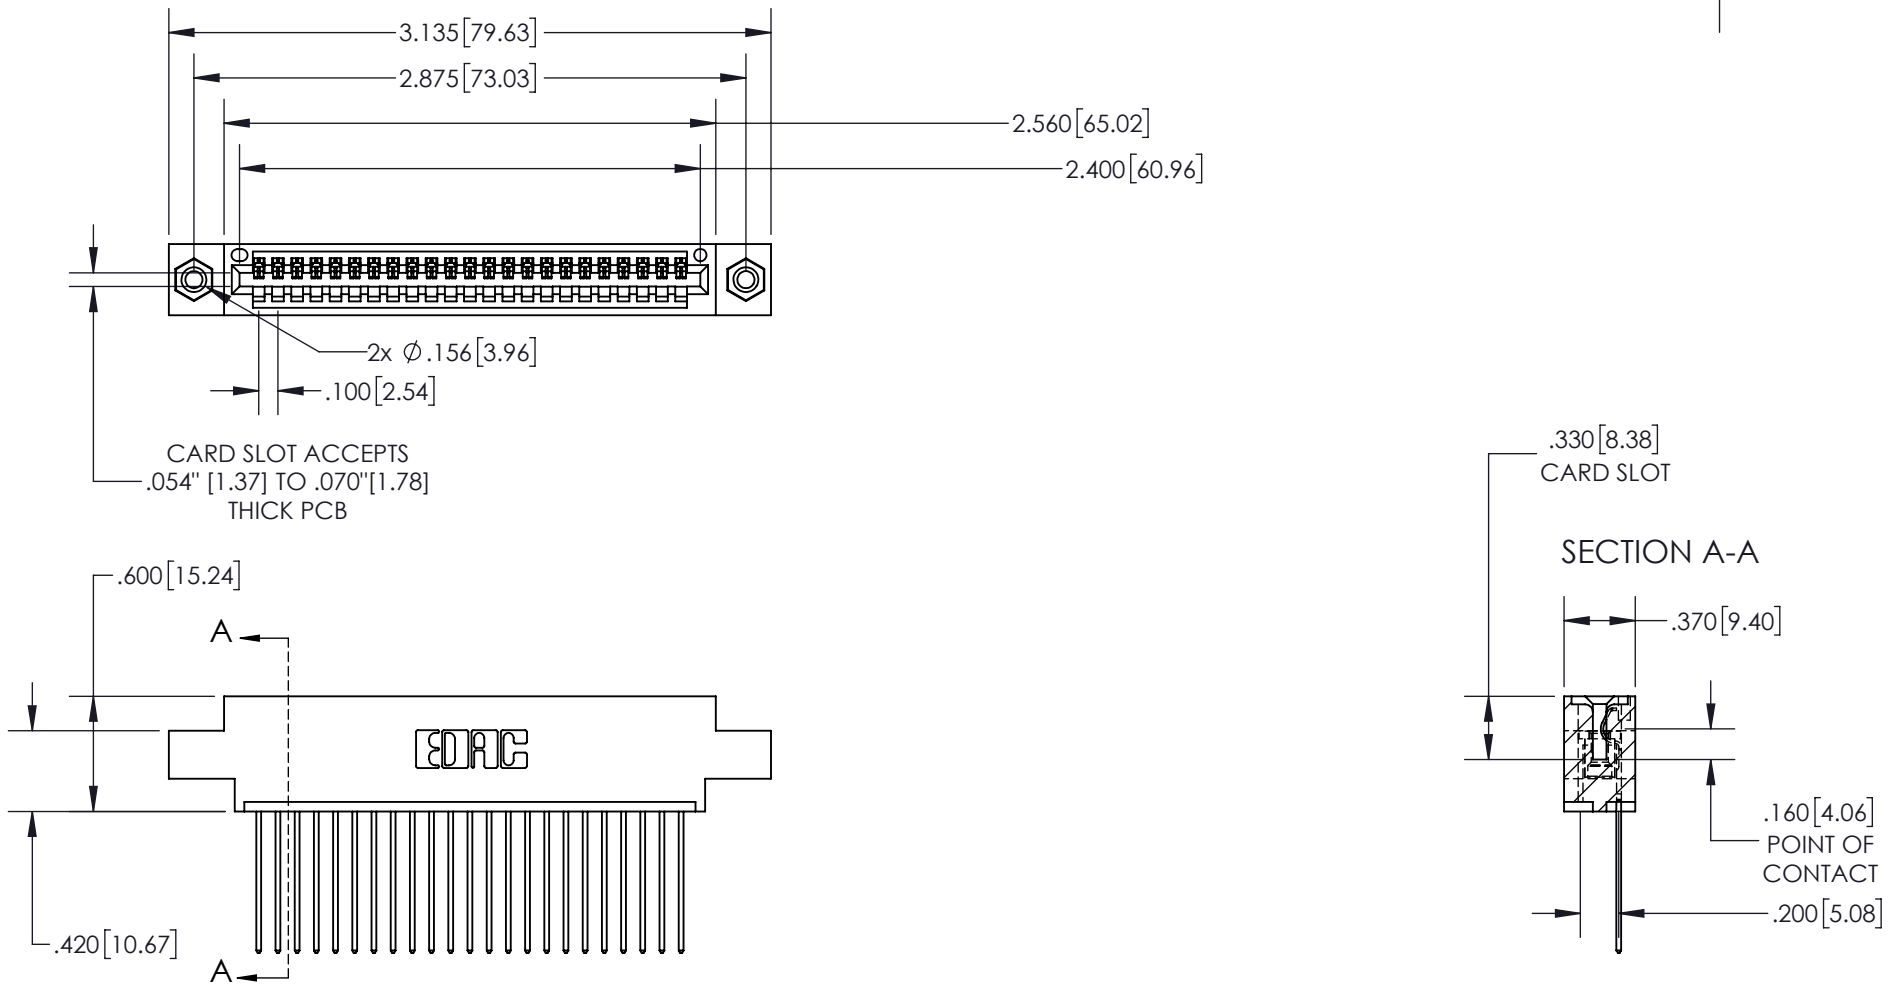 3.135[79.63]
2.875[73.03]
2.560[65.02]
2.400[60.96]
2x Ø.156[3.96]
.100[2.54]
CARD SLOT ACCEPTS
.054" [1.37] TO .070"[1.78]
THICK PCB
.330[8.38]
CARD SLOT
SECTION A-A
.600[15.24]
.370[9.40]
A
EDAC
.160[4.06]
POINT OF
CONTACT
.200[5.08]
.420[10.67]
A